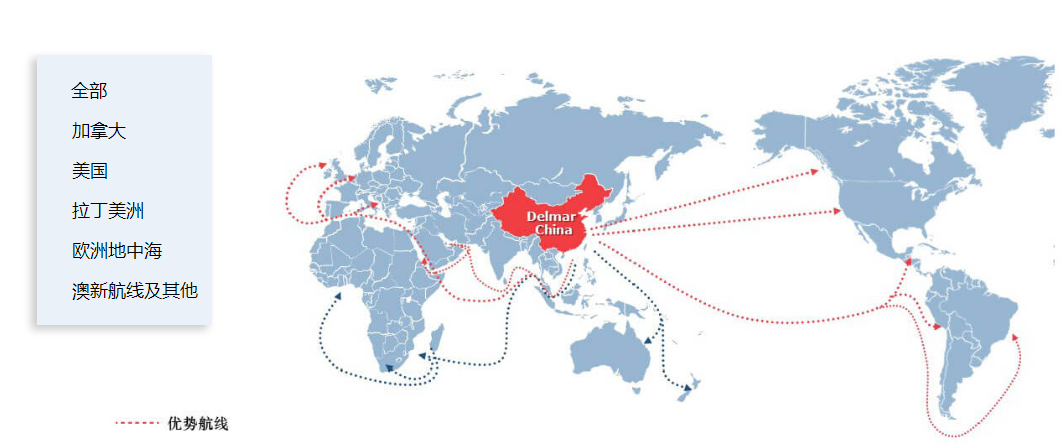 全部
加拿大
美国
拉丁美洲
欧洲地中海
澳新航线及其他
Delmar
China
优势航线